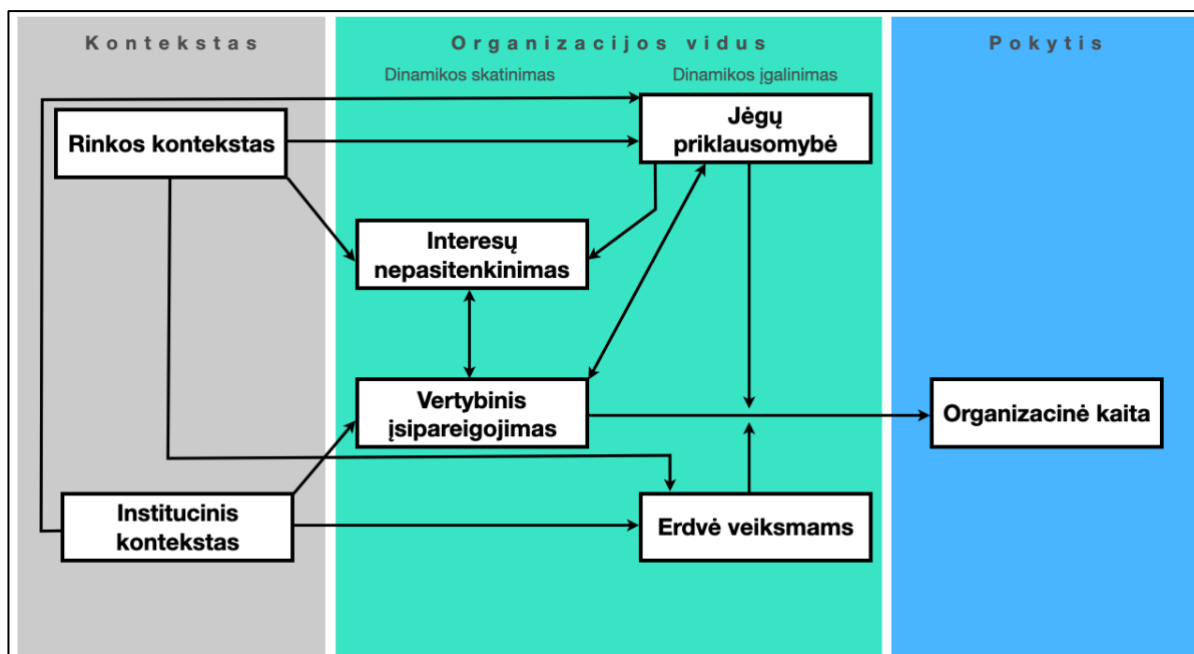 Kontekstas
Organizacijos vidus
Pokytis
Dinamikos skatinimas
Dinamikos įgalinimas
Rinkos kontekstas
Jėgų
priklausomybė
Interesų
nepasitenkinimas
Vertybinis
įsipareigojimas
Organizacinė kaita
Institucinis
kontekstas
Erdvė veiksmams